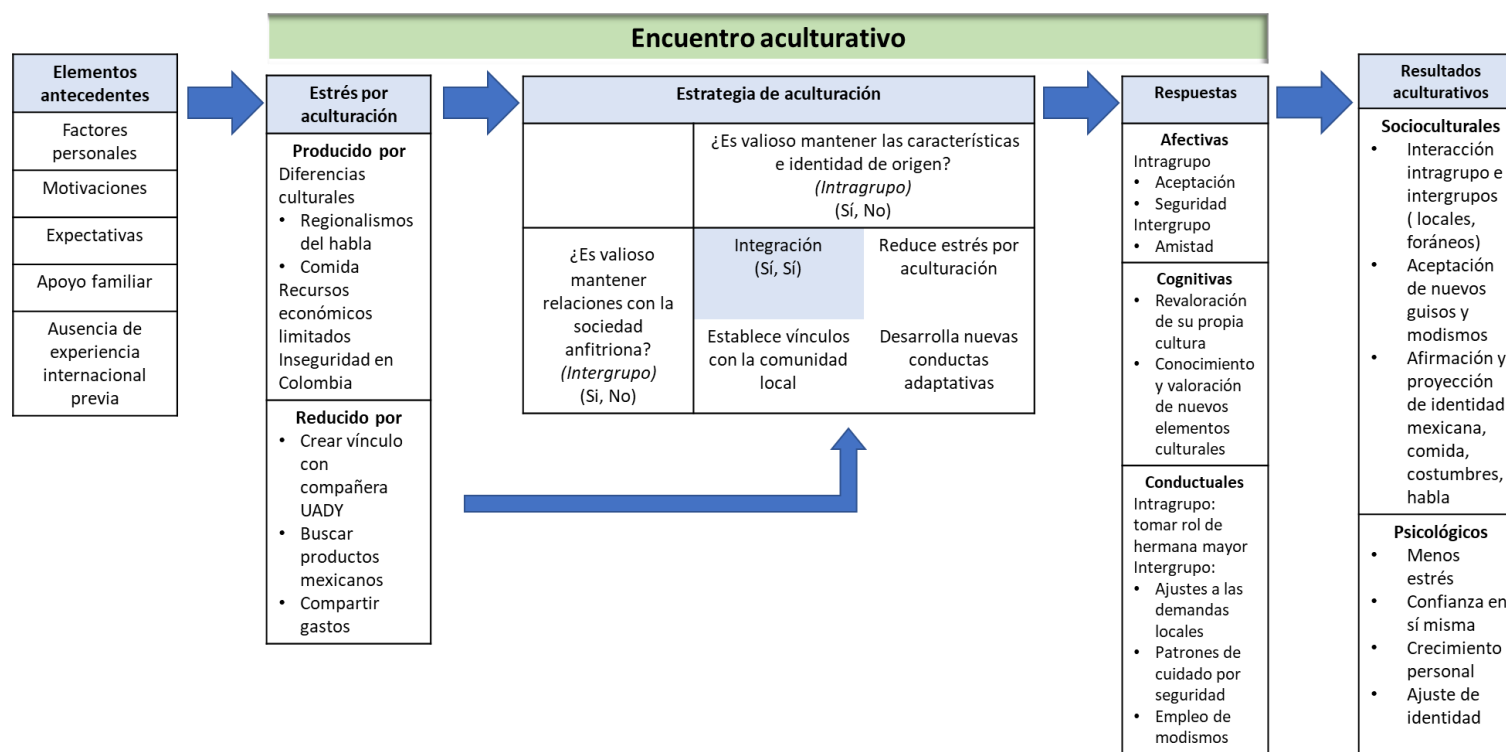 Encuentro aculturativo
Elementos
antecedentes
Factores
personales
Motivaciones
Expectativas
Apoyo familiar
Ausencia de
experiencia
internacional
previa
Estrés por
aculturación
Producido por
Diferencias
culturales
• Regionalismos
del habla
• Comida
Recursos
económicos
limitados
Inseguridad en
Colombia
Reducido por
• Crear vínculo
con
compañera
UADY
• Buscar
productos
mexicanos
• Compartir
gastos
Estrategia de aculturación
¿Es valioso mantener las características
e identidad de origen?
(Intragrupo)
(Sí, No)
¿Es valioso
mantener
relaciones con la
sociedad
anfitriona?
(Intergrupo)
(Si, No)
Integración
(Sí, Sí)
Reduce estrés por
aculturación
Establece vínculos
con la comunidad
local
Desarrolla nuevas
conductas
adaptativas
Respuestas
Afectivas
Intragrupo
• Aceptación
• Seguridad
Intergrupo
• Amistad
Cognitivas
• Revaloración
de su propia
cultura
• Conocimiento
y valoración
de nuevos
elementos
culturales
Conductuales
Intragrupo:
tomar rol de
hermana mayor
Intergrupo:
• Ajustes a las
demandas
locales
• Patrones de
cuidado por
seguridad
• Empleo de
modismos
Resultados
aculturativos
Socioculturales
• Interacción
intragrupo e
intergrupos
( locales,
foráneos)
• Aceptación
de nuevos
guisos y
modismos
• Afirmación y
proyección
de identidad
mexicana,
comida,
costumbres,
habla
Psicológicos
• Menos
estrés
• Confianza en
sí misma
• Crecimiento
personal
• Ajuste de
identidad